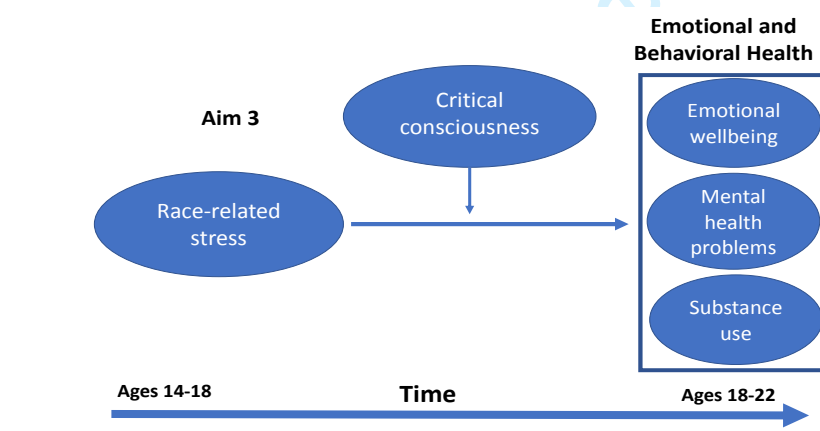 Emotional and
Behavioral Health
Aim 3
Critical
consciousness
Emotional
wellbeing
Race-related
stress
Mental
health
problems
Substance
use
Ages 14-18
Time
Ages 18-22